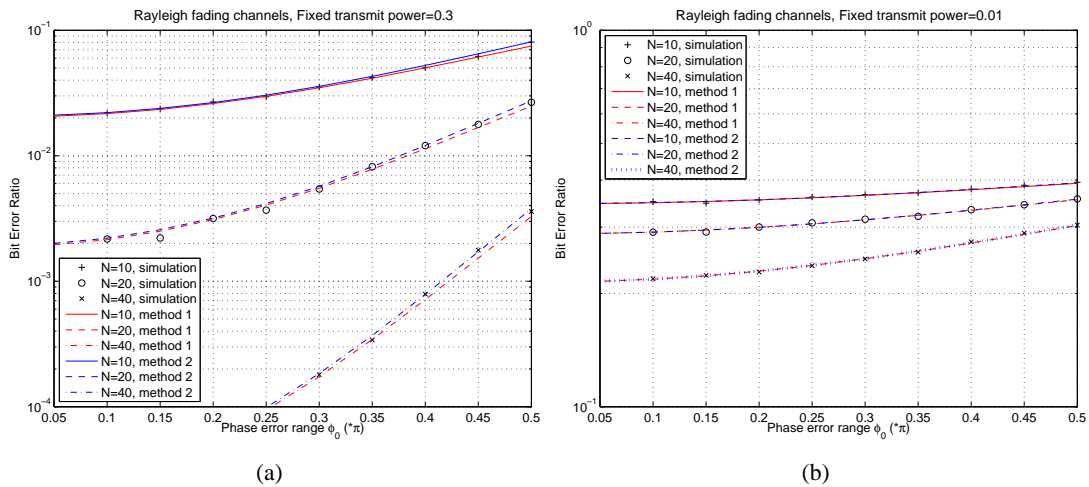 Rayleigh fading channels, Fixed transmit power=0.3
10^-1
10^-2
10^-3
10^-4
Bit Error Ratio
N=10, simulation
N=20, simulation
N=40, simulation
N=10, method 1
N=20, method 1
N=40, method 1
N=10, method 2
N=20, method 2
N=40, method 2
0.05 0.1 0.15 0.2 0.25 0.3 0.35 0.4 0.45 0.5
Phase error range ϕ_0 (*π)
(a)
Rayleigh fading channels, Fixed transmit power=0.01
10^0
10^-1
Bit Error Ratio
N=10, simulation
N=20, simulation
N=40, simulation
N=10, method 1
N=20, method 1
N=40, method 1
N=10, method 2
N=20, method 2
N=40, method 2
0.05 0.1 0.15 0.2 0.25 0.3 0.35 0.4 0.45 0.5
Phase error range ϕ_0 (*π)
(b)